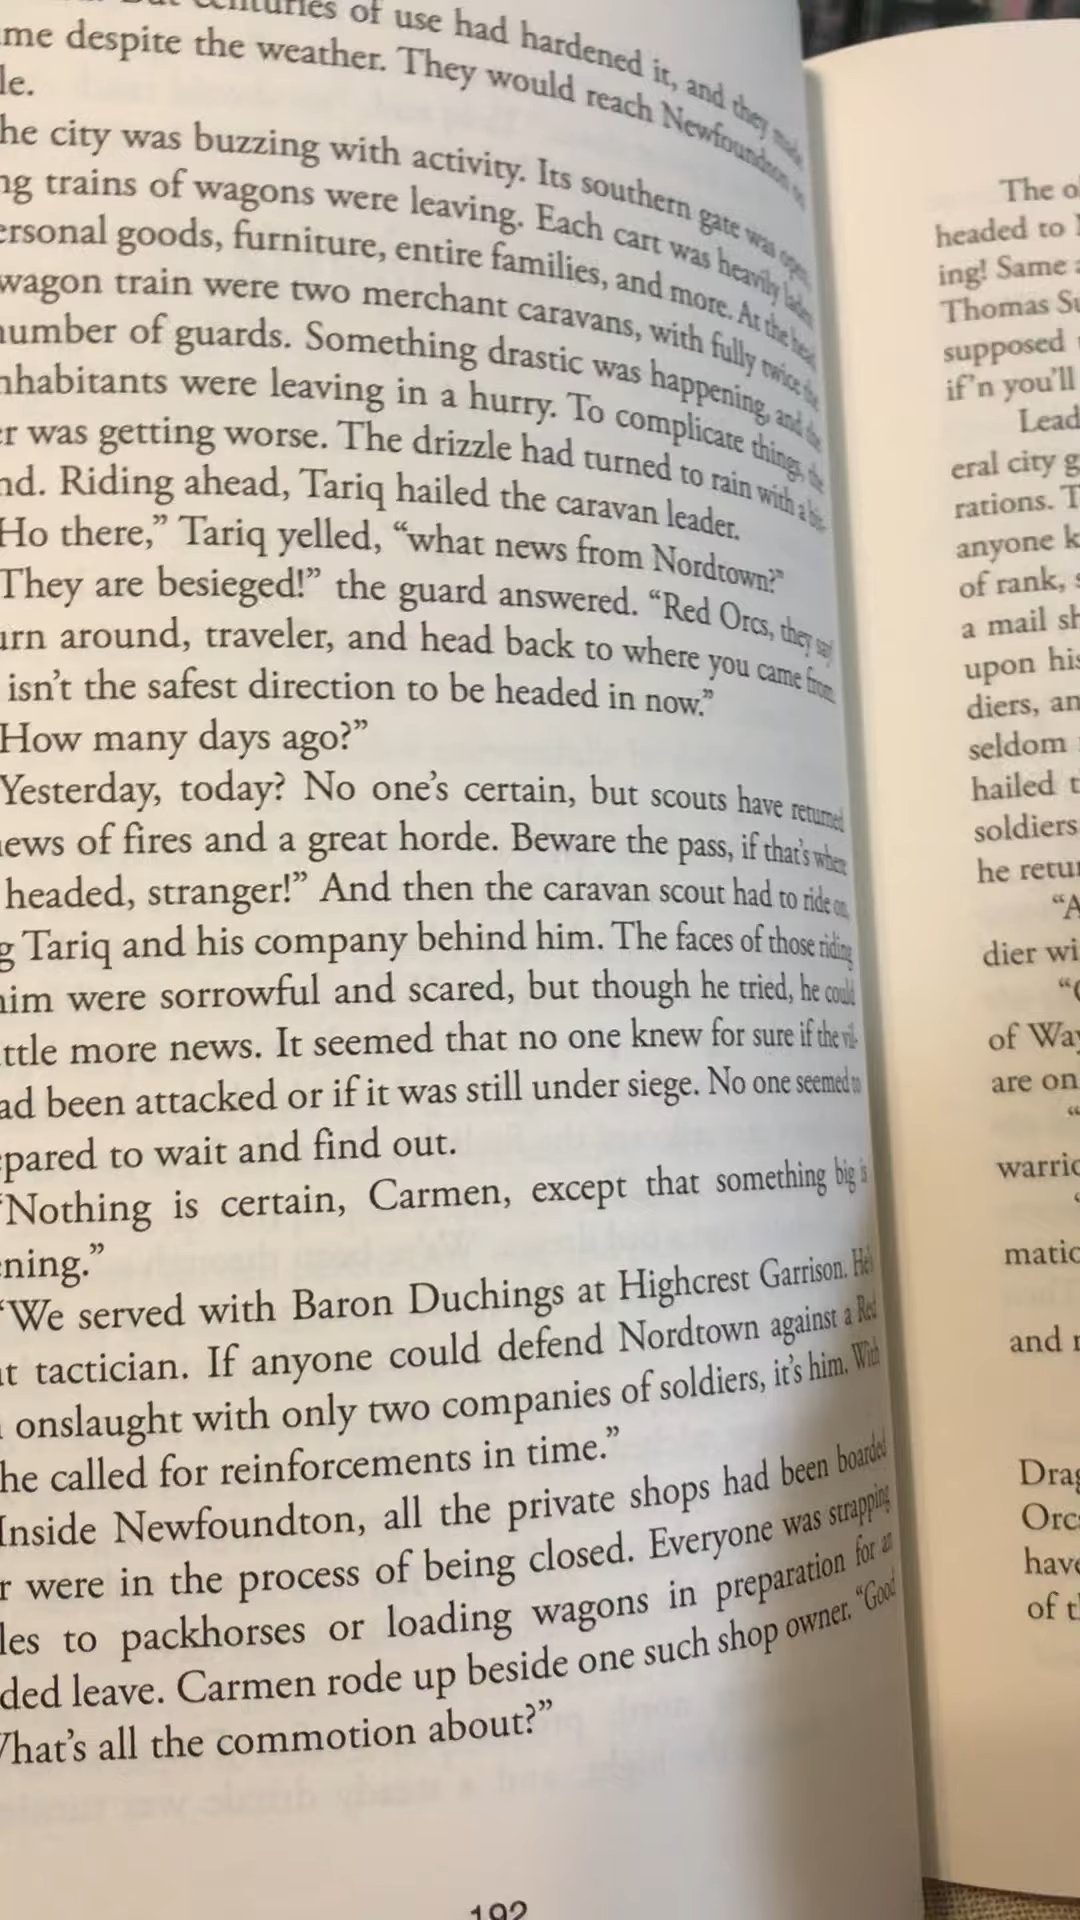 centuries of use had hardened it, and they made
me despite the weather. They would reach Newfoundton on
le.
he city was buzzing with activity. Its southern gate was open,
ng trains of wagons were leaving. Each cart was heavily laden
ersonal goods, furniture, entire families, and more. At the head
wagon train were two merchant caravans, with fully twice the
number of guards. Something drastic was happening, and the
nhabitants were leaving in a hurry. To complicate things, the
er was getting worse. The drizzle had turned to rain with a bit-
nd. Riding ahead, Tariq hailed the caravan leader.
Ho there,” Tariq yelled, “what news from Nordtown?”
They are besieged!” the guard answered. “Red Orcs, they say
urn around, traveler, and head back to where you came from.
isn’t the safest direction to be headed in now.”
How many days ago?”
Yesterday, today? No one’s certain, but scouts have returned
ews of fires and a great horde. Beware the pass, if that’s where
headed, stranger!” And then the caravan scout had to ride on,
g Tariq and his company behind him. The faces of those riding
him were sorrowful and scared, but though he tried, he could
ttle more news. It seemed that no one knew for sure if the vil-
ad been attacked or if it was still under siege. No one seemed to
epared to wait and find out.
“Nothing is certain, Carmen, except that something big is
ening.”
“We served with Baron Duchings at Highcrest Garrison. He’s
at tactician. If anyone could defend Nordtown against a Red
onslaught with only two companies of soldiers, it’s him. With
he called for reinforcements in time.”
Inside Newfoundton, all the private shops had been boarded
r were in the process of being closed. Everyone was strapping
les to packhorses or loading wagons in preparation for an
ded leave. Carmen rode up beside one such shop owner. “Good
What’s all the commotion about?”
192
The o
headed to
ing! Same a
Thomas Su
supposed
if’n you’ll
Lead
eral city g
rations. T
anyone k
of rank, s
a mail sh
upon his
diers, an
seldom
hailed t
soldiers
he retur
“A
dier wi
of Way
are on
“
warrio
matio
and r
Drag
Orcs
have
of th